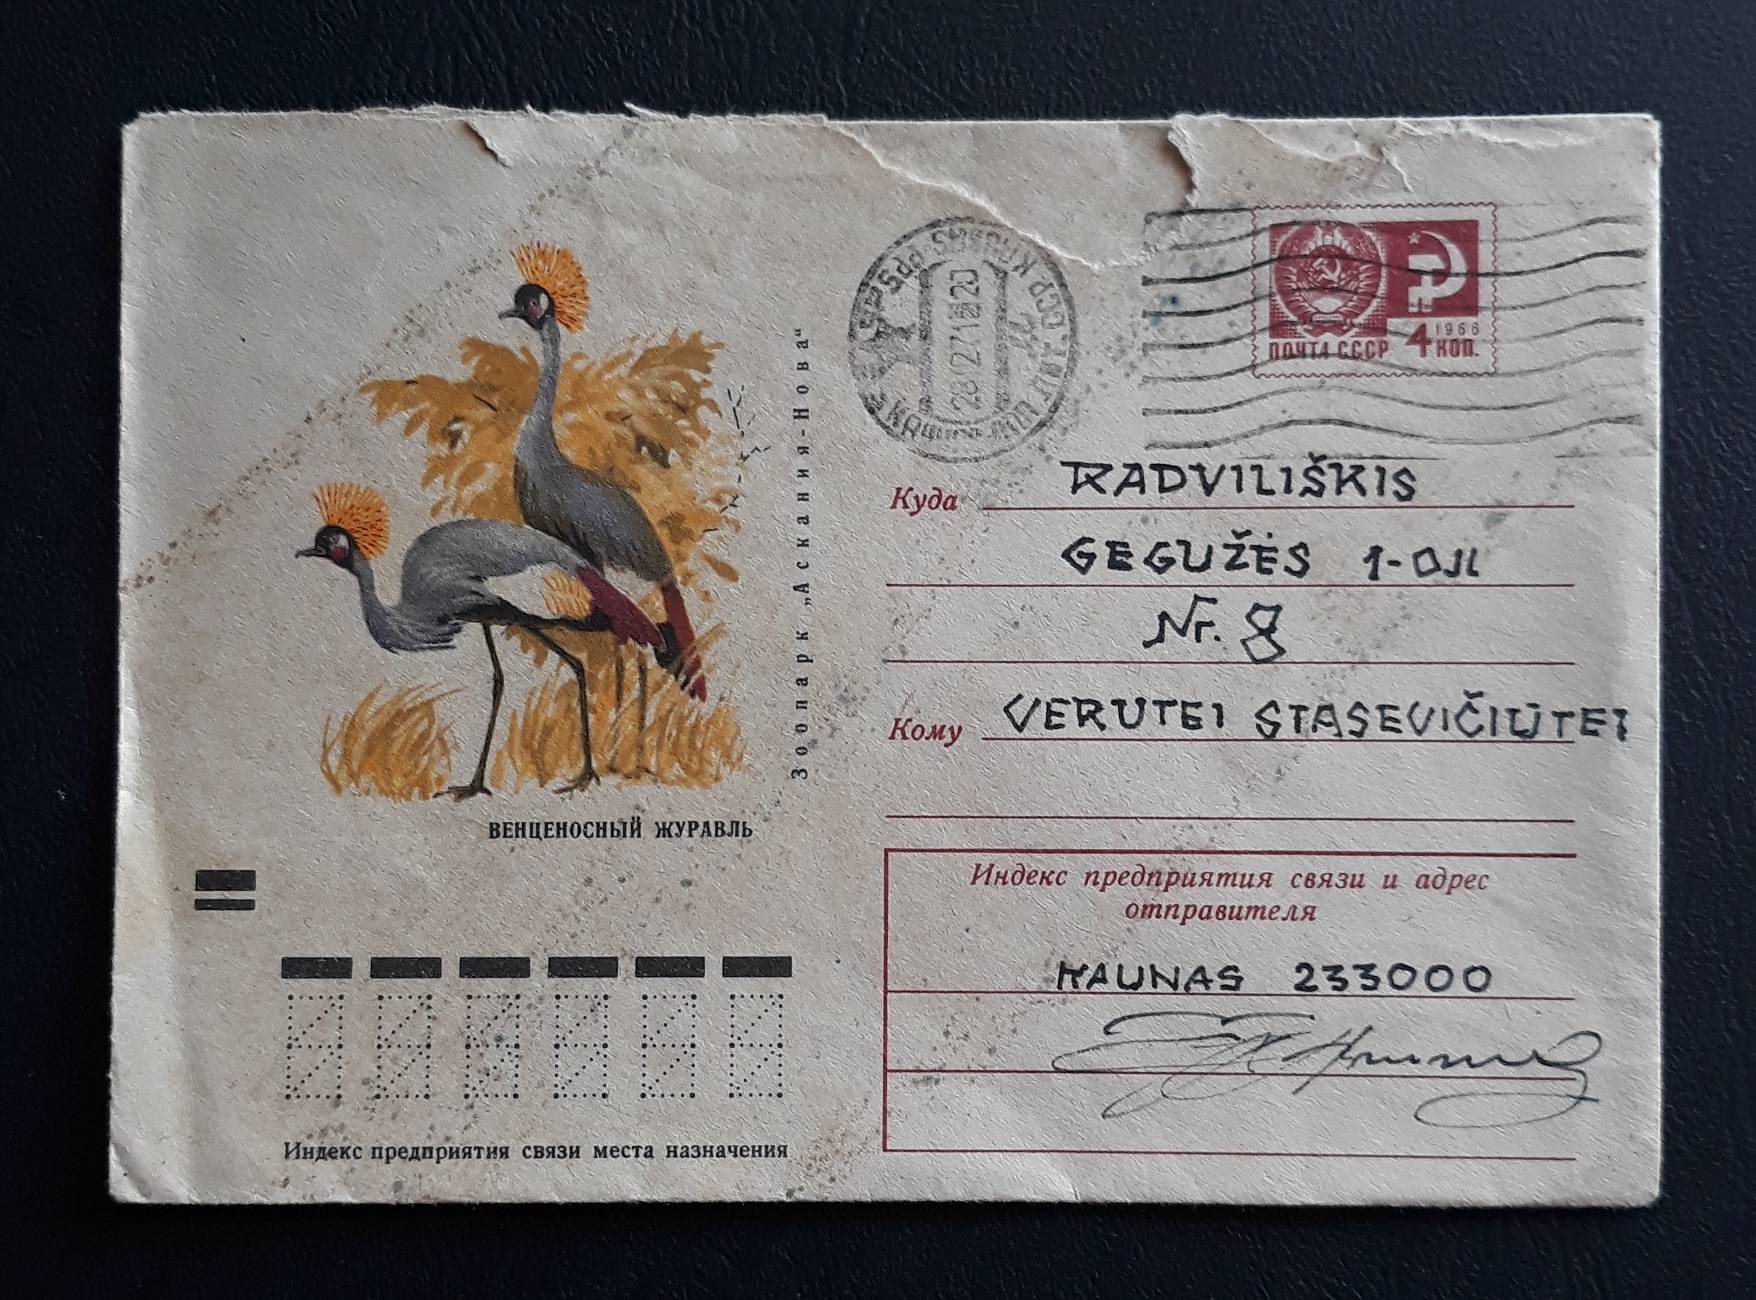 1966
ПОЧТА СССР 4 КОП.
Зоопарк „Аскания-Нова“
ВЕНЦЕНОСНЫЙ ЖУРАВЛЬ
Куда RADVILIŠKIS
GEGUŽĖS 1-OJI
Nr. 8
Кому VERUTEI STASEVIČIŪTEI
Индекс предприятия связи и адрес
отправителя
KAUNAS 233000
Индекс предприятия связи места назначения